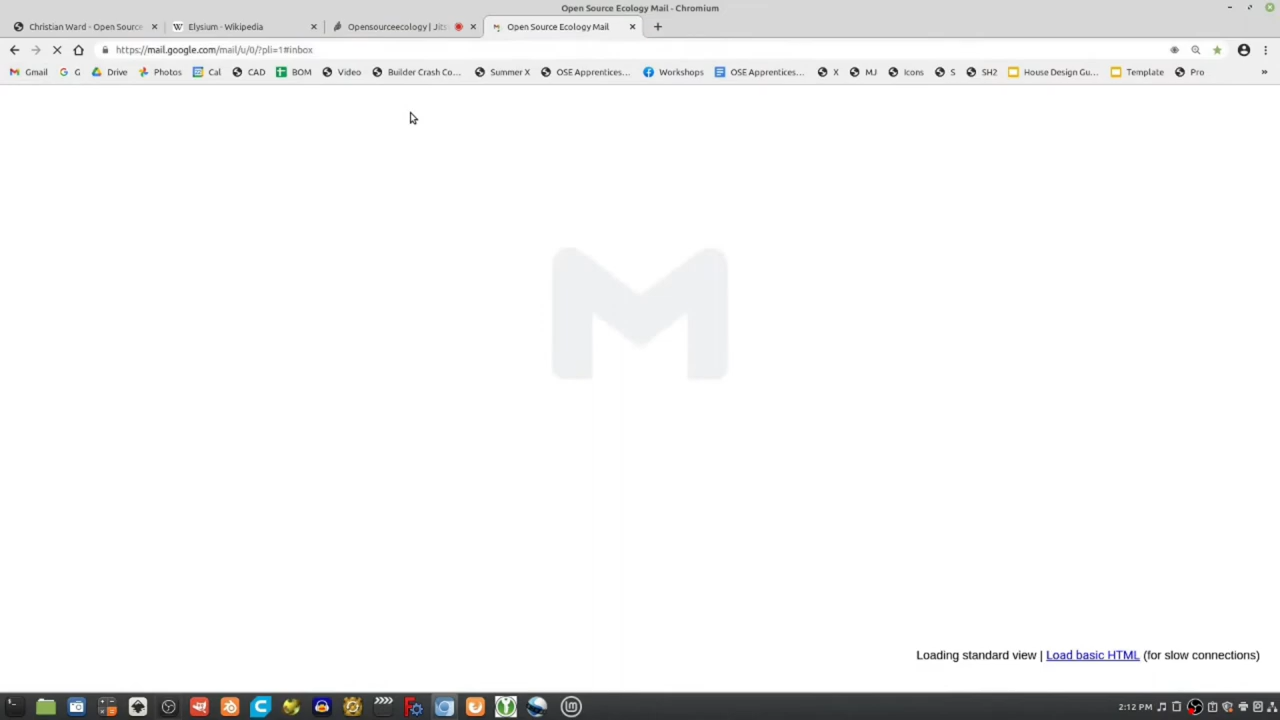 Open Source Ecology Mail - Chromium
Christian Ward - Open Source
Elysium - Wikipedia
Opensourceecology | Jits
Open Source Ecology Mail
https://mail.google.com/mail/u/0/?pli=1#inbox
Gmail G Drive Photos Cal CAD BOM Video Builder Crash Co... Summer X OSE Apprentices... Workshops OSE Apprentices... X MJ Icons S SH2 House Design Gu... Template Pro »
Loading standard view | Load basic HTML (for slow connections)
2:12 PM